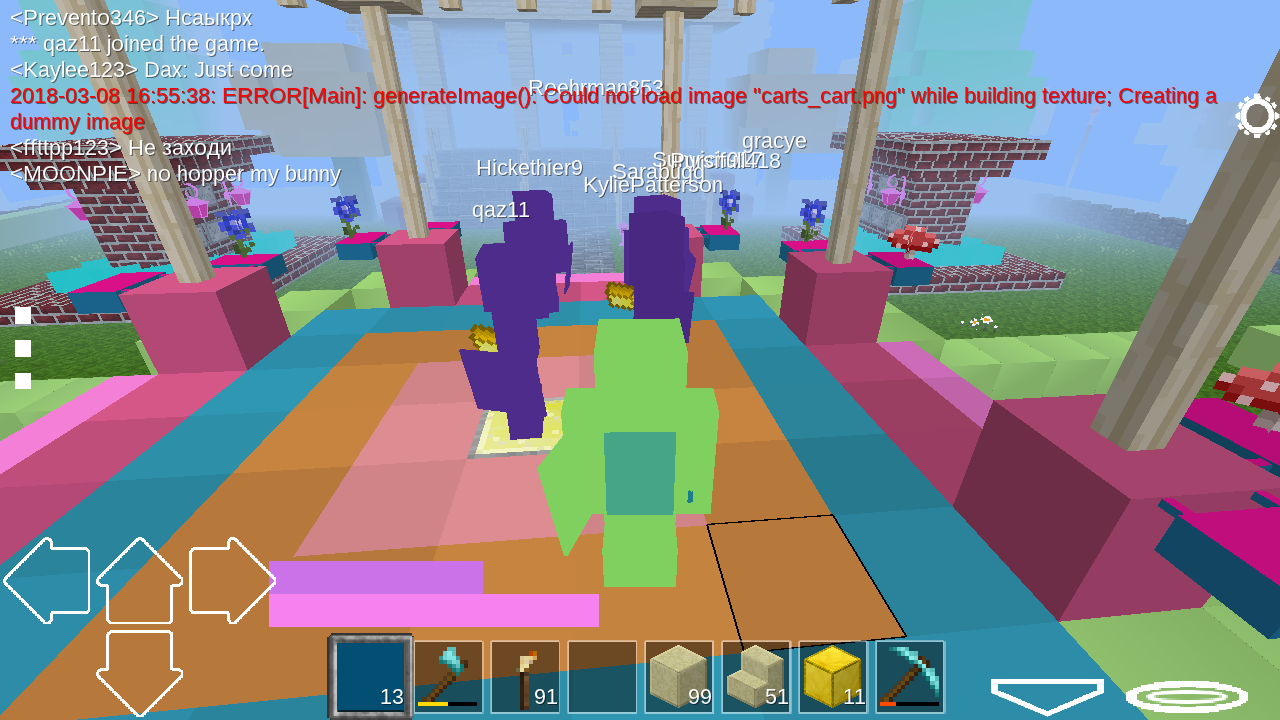 <Prevento346> Нсаыкрх
*** qaz11 joined the game.
<Kaylee123> Dax: Just come
2018-03-08 16:55:38: ERROR[Main]: generateImage(): Could not load image "carts_cart.png" while building texture; Creating a
dummy image
<ffttpp123> Не заходи
<MOONPIE> no hopper my bunny
Roehrman853
gracye
Hickethier9
Sarabugg
KyliePatterson
qaz11
13
91
99
51
11